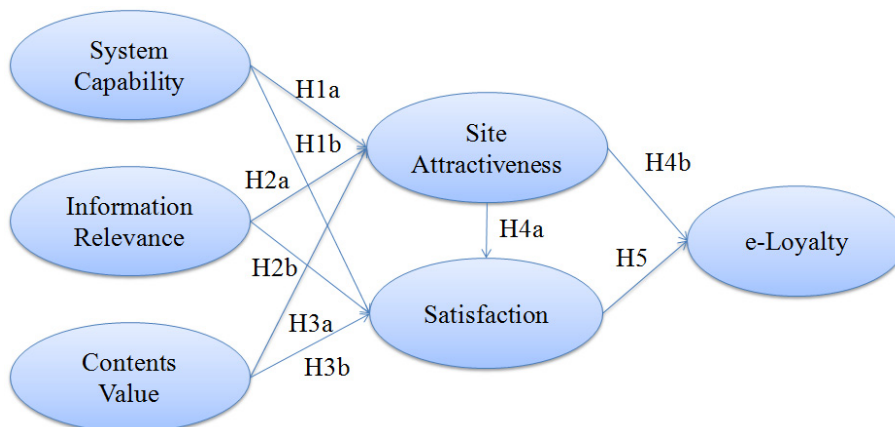 System
Capability
H1a
H1b
Site
Attractiveness
H4b
H2a
Information
Relevance
H4a
e-Loyalty
H2b
H5
Satisfaction
H3a
H3b
Contents
Value